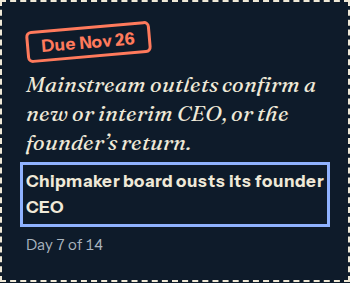 Due Nov 26
Mainstream outlets confirm a
new or interim CEO, or the
founder's return.
Chipmaker board ousts its founder
CEO
Day 7 of 14